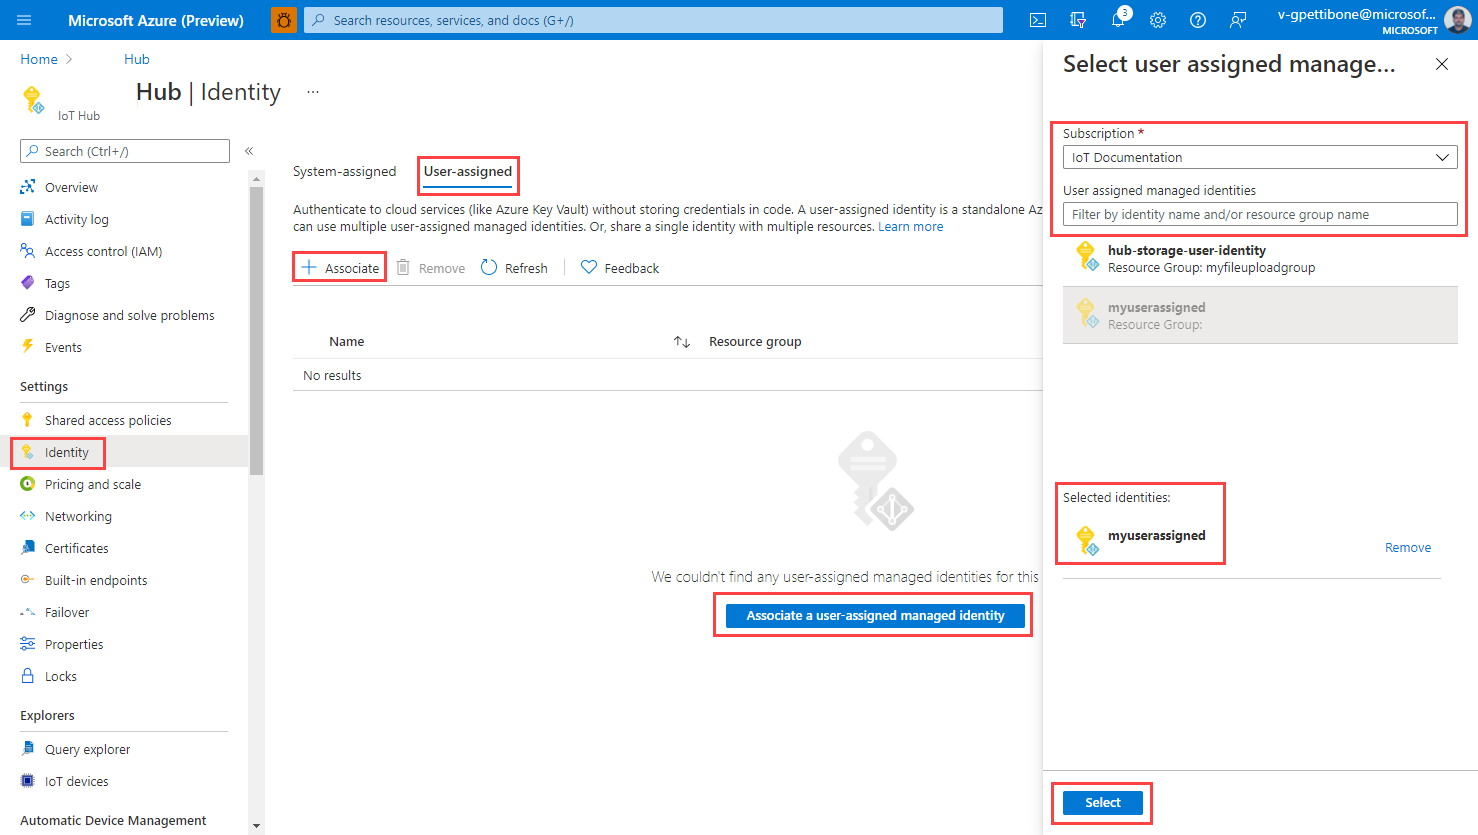 Microsoft Azure (Preview)
Search resources, services, and docs (G+/)
3
v-gpettibone@microsof...
MICROSOFT
Home
Hub
Hub | Identity
...
IoT Hub
Search (Ctrl+/)
«
Overview
Activity log
Access control (IAM)
Tags
Diagnose and solve problems
Events
Settings
Shared access policies
Identity
Pricing and scale
Networking
Certificates
Built-in endpoints
Failover
Properties
Locks
Explorers
Query explorer
IoT devices
Automatic Device Management
System-assigned
User-assigned
Authenticate to cloud services (like Azure Key Vault) without storing credentials in code. A user-assigned identity is a standalone Az
can use multiple user-assigned managed identities. Or, share a single identity with multiple resources. Learn more
Associate
Remove
Refresh
Feedback
Name
Resource group
No results
We couldn't find any user-assigned managed identities for this
Associate a user-assigned managed identity
Select user assigned manage...
Subscription *
IoT Documentation
User assigned managed identities
Filter by identity name and/or resource group name
hub-storage-user-identity
Resource Group: myfileuploadgroup
myuserassigned
Resource Group:
Selected identities:
myuserassigned
Remove
Select